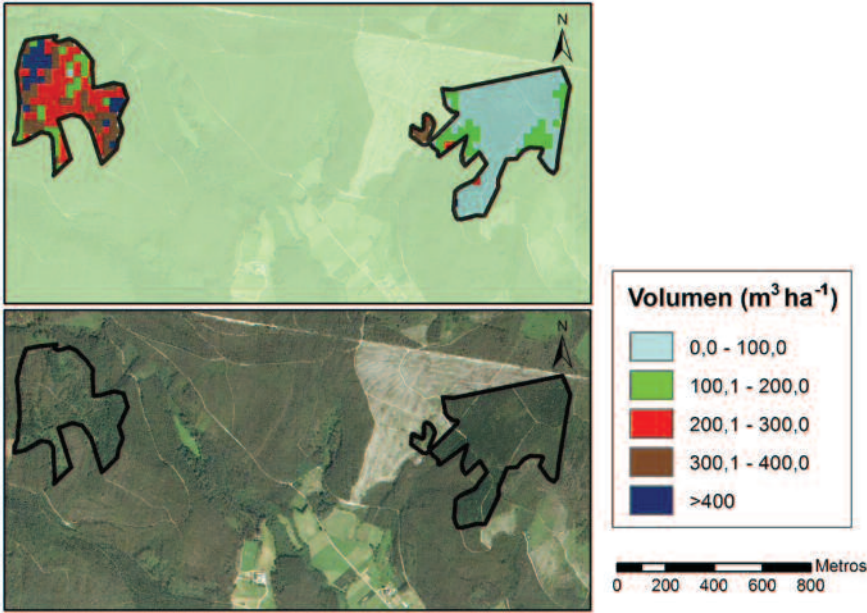 N
N
N
Volumen (m³ ha⁻¹)
0,0 - 100,0
100,1 - 200,0
200,1 - 300,0
300,1 - 400,0
>400
Metros
0 200 400 600 800